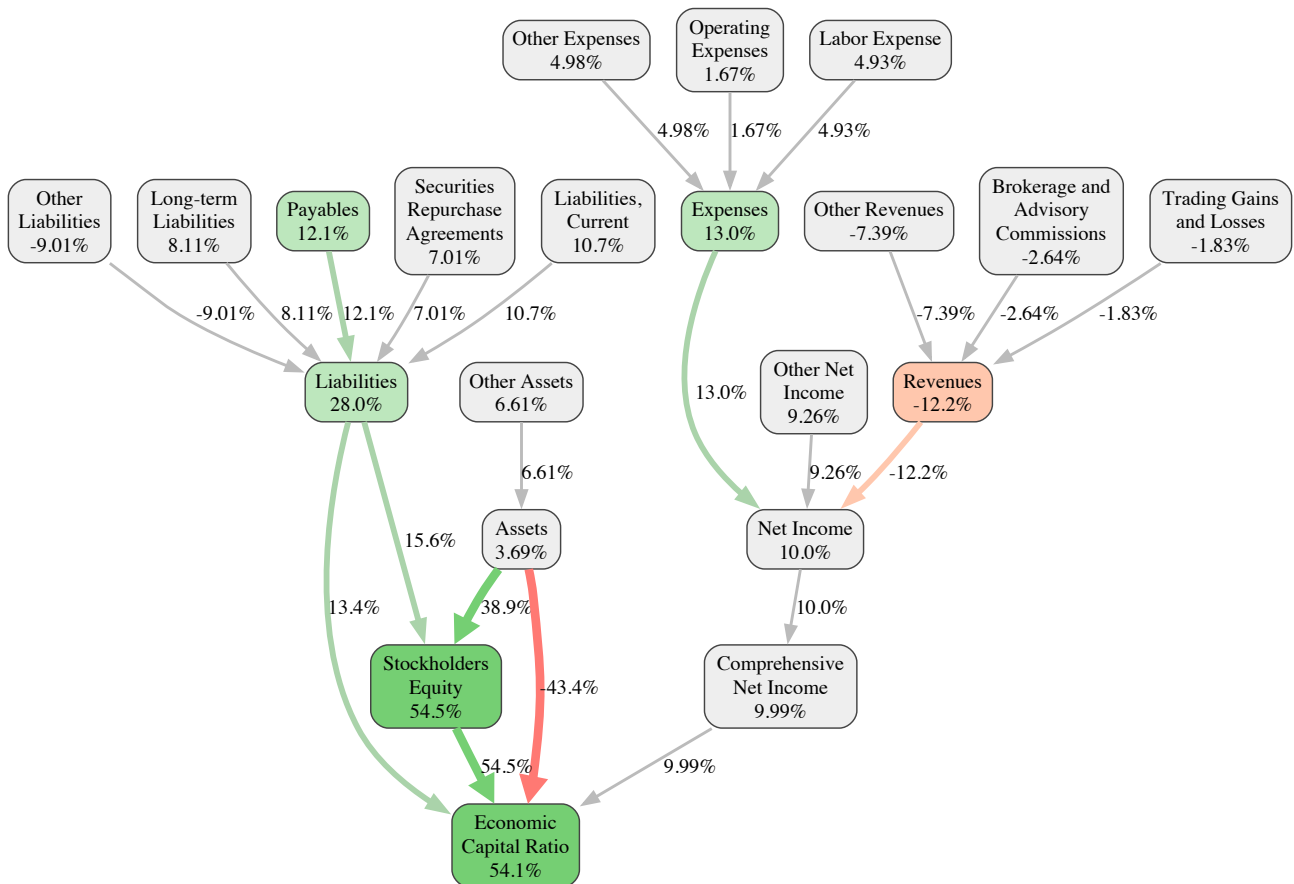 Other Expenses
4.98%
Operating
Expenses
1.67%
Labor Expense
4.93%
4.98%
1.67%
4.93%
Other
Liabilities
-9.01%
Long-term
Liabilities
8.11%
Payables
12.1%
Securities
Repurchase
Agreements
7.01%
Liabilities,
Current
10.7%
Expenses
13.0%
Other Revenues
-7.39%
Brokerage and
Advisory
Commissions
-2.64%
Trading Gains
and Losses
-1.83%
-9.01%
8.11%
12.1%
7.01%
10.7%
-7.39%
-2.64%
-1.83%
Liabilities
28.0%
Other Assets
6.61%
13.0%
Other Net
Income
9.26%
Revenues
-12.2%
6.61%
9.26%
-12.2%
15.6%
Assets
3.69%
Net Income
10.0%
13.4%
38.9%
10.0%
Stockholders
Equity
54.5%
-43.4%
Comprehensive
Net Income
9.99%
54.5%
9.99%
Economic
Capital Ratio
54.1%